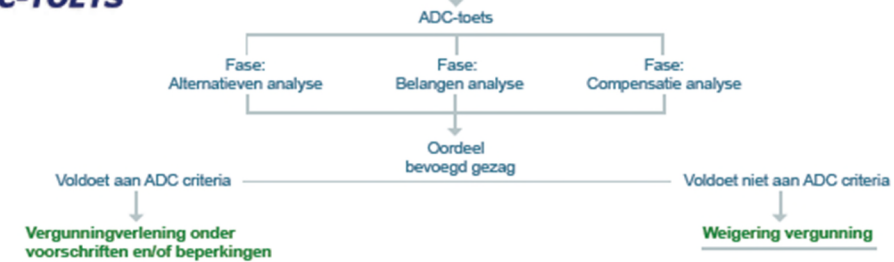 C-TOETS
ADC-toets
Fase: Fase: Fase:
Alternatieven analyse Belangen analyse Compensatie analyse
Oordeel
bevoegd gezag
Voldoet aan ADC criteria Voldoet niet aan ADC criteria
Vergunningverlening onder Weigering vergunning
voorschriften en/of beperkingen